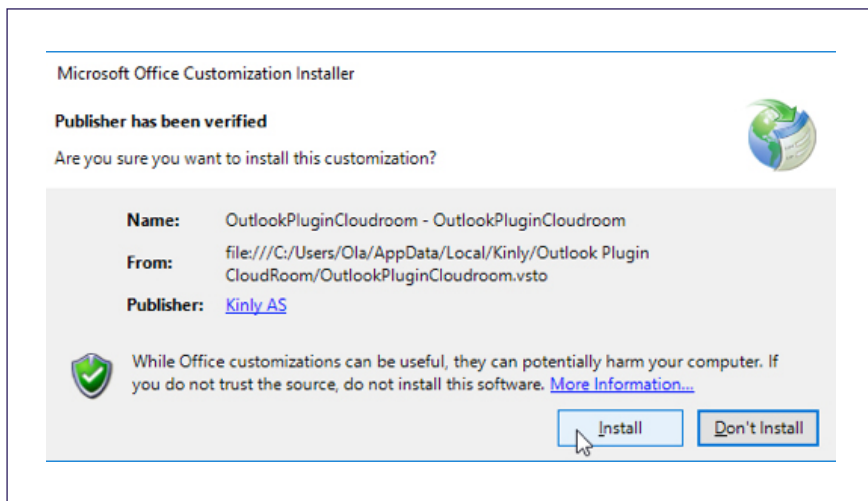 Microsoft Office Customization Installer
Publisher has been verified
Are you sure you want to install this customization?
Name: OutlookPluginCloudroom - OutlookPluginCloudroom
From: file:///C:/Users/Ola/AppData/Local/Kinly/Outlook Plugin
CloudRoom/OutlookPluginCloudroom.vsto
Publisher: Kinly AS
While Office customizations can be useful, they can potentially harm your computer. If
you do not trust the source, do not install this software. More Information...
Install Don't Install